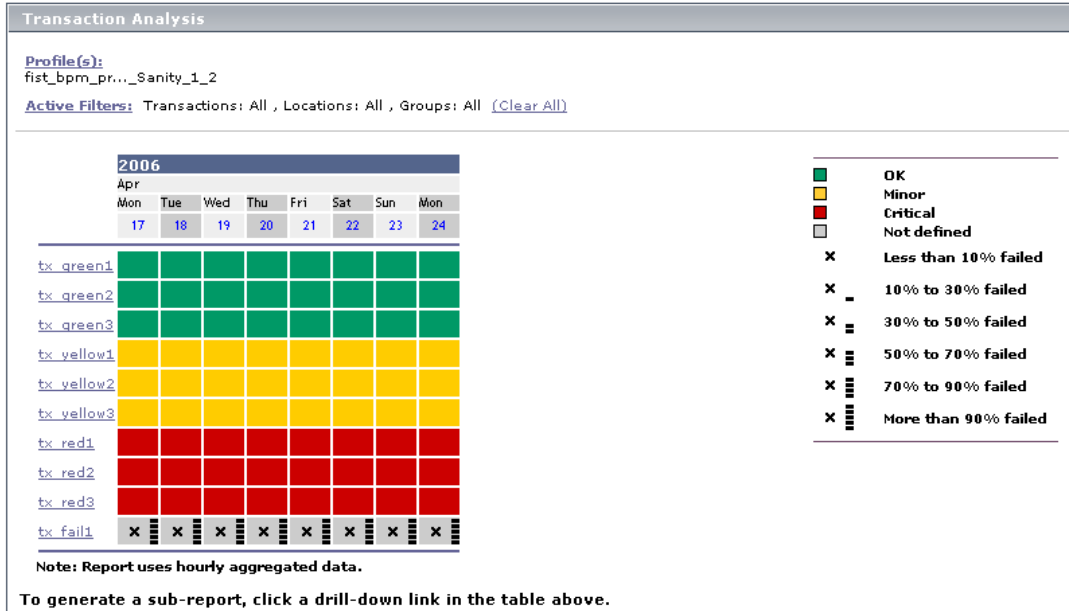 Transaction Analysis
Profile(s):
fist_bpm_pr..._Sanity_1_2
Active Filters: Transactions: All , Locations: All , Groups: All (Clear All)
2006
Apr
Mon Tue Wed Thu Fri Sat Sun Mon
17 18 19 20 21 22 23 24
tx_green1
tx_green2
tx_green3
tx_yellow1
tx_yellow2
tx_yellow3
tx_red1
tx_red2
tx_red3
tx_fail1
OK
Minor
Critical
Not defined
Less than 10% failed
10% to 30% failed
30% to 50% failed
50% to 70% failed
70% to 90% failed
More than 90% failed
Note: Report uses hourly aggregated data.
To generate a sub-report, click a drill-down link in the table above.